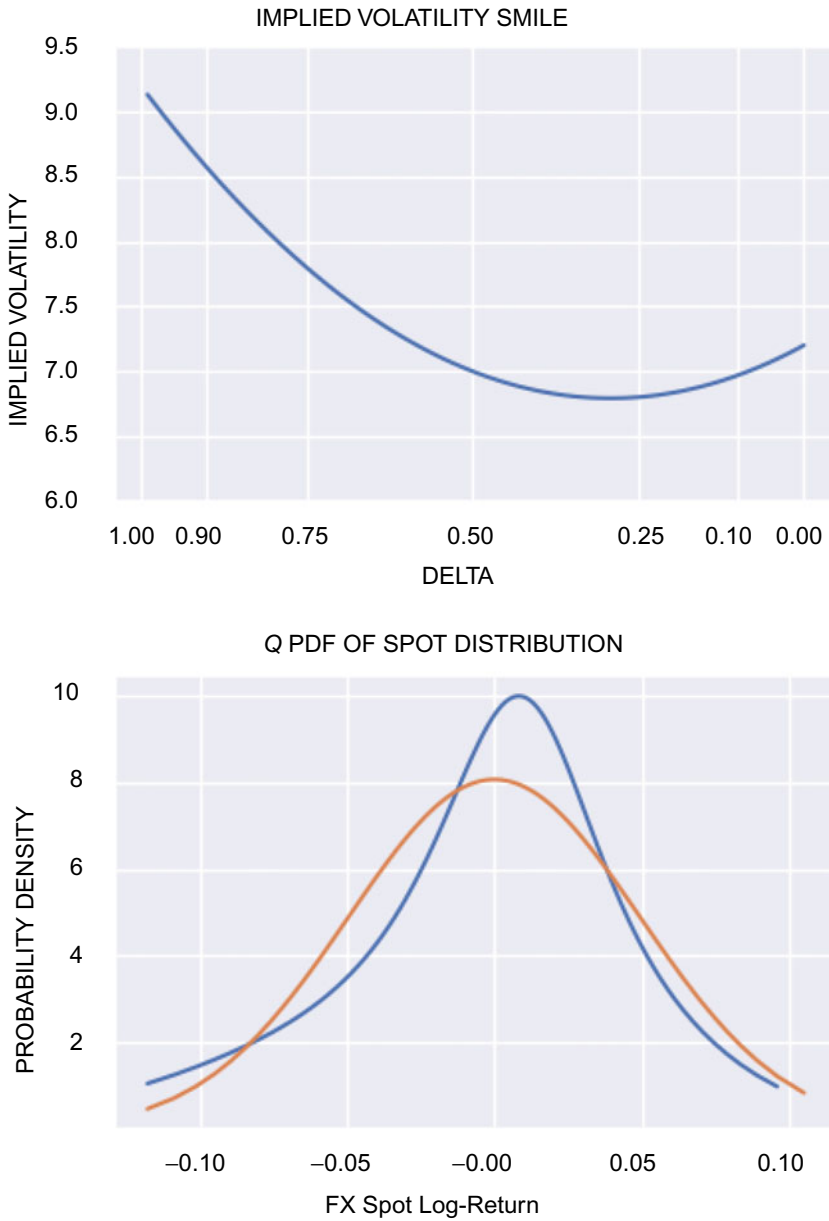 IMPLIED VOLATILITY SMILE
9.5
9.0
8.5
8.0
7.5
7.0
6.5
6.0
IMPLIED VOLATILITY
1.00 0.90 0.75 0.50 0.25 0.10 0.00
DELTA
Q PDF OF SPOT DISTRIBUTION
10
8
6
4
2
PROBABILITY DENSITY
−0.10 −0.05 −0.00 0.05 0.10
FX Spot Log-Return